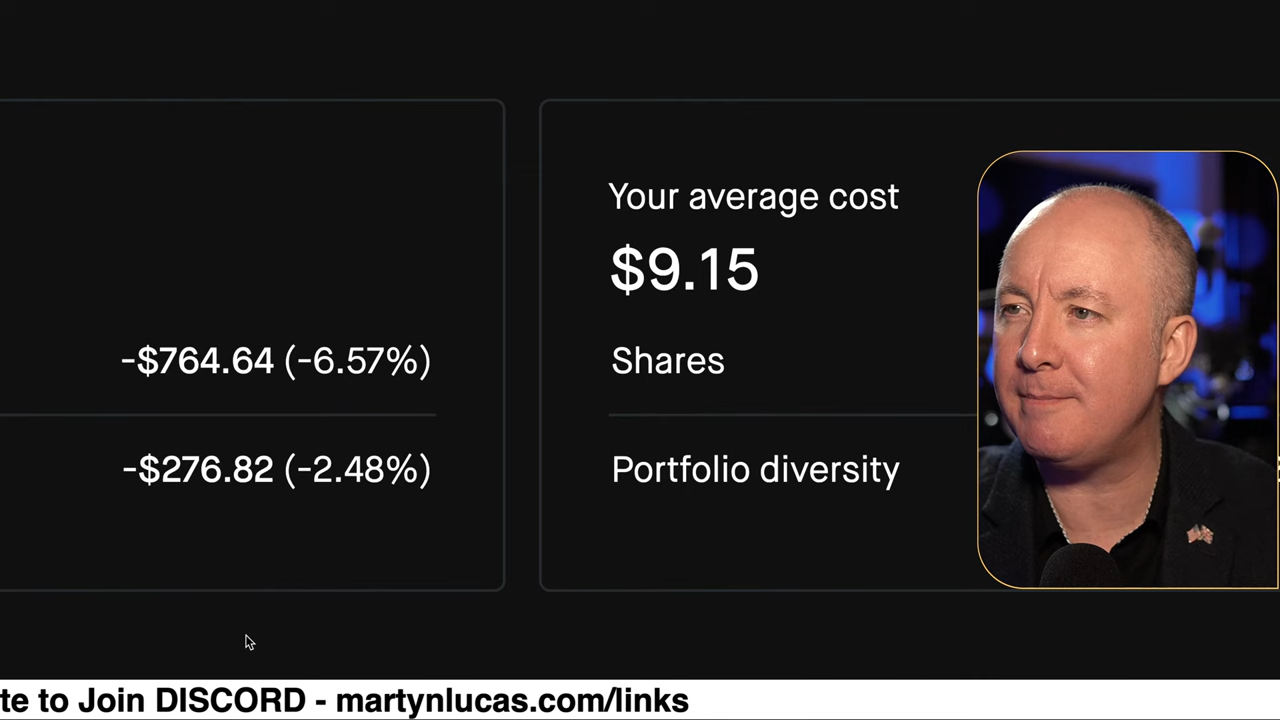 -$764.64 (-6.57%)
-$276.82 (-2.48%)
Your average cost
$9.15
Shares
Portfolio diversity
te to Join DISCORD - martynlucas.com/links